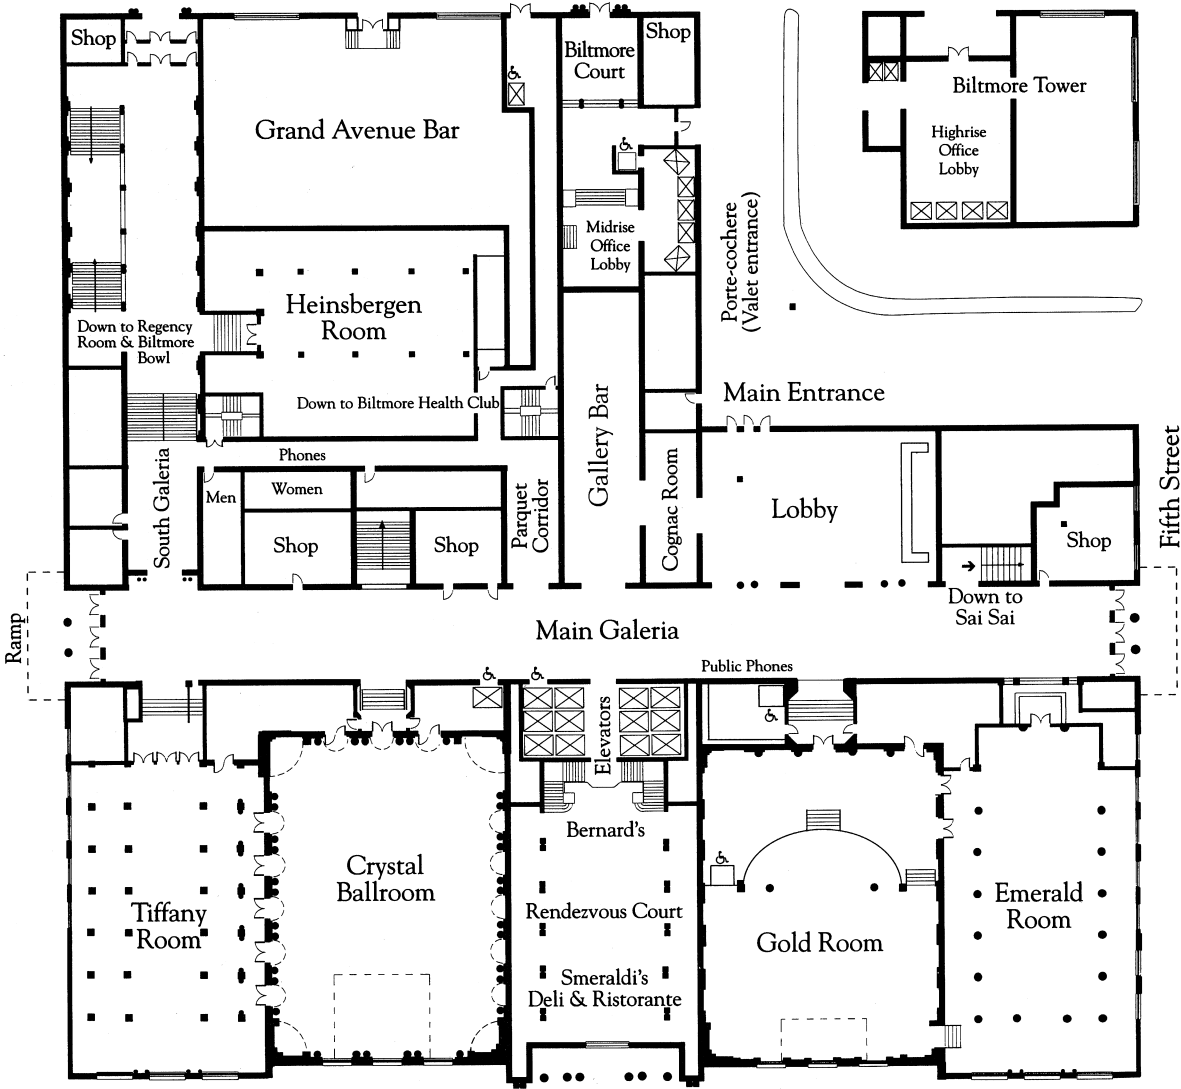 Shop
Grand Avenue Bar
Biltmore
Court
Shop
Biltmore Tower
Highrise
Office
Lobby
Midrise
Office
Lobby
Porte-cochere
(Valet entrance)
Heinsbergen
Room
Down to Regency
Room & Biltmore
Bowl
Down to Biltmore Health Club
Main Entrance
Gallery Bar
Phones
South Galeria
Men
Women
Shop
Shop
Parquet
Corridor
Cognac Room
Lobby
Shop
Fifth Street
Down to
Sai Sai
Ramp
Main Galeria
Public Phones
Elevators
Bernard's
Crystal
Ballroom
Tiffany
Room
Rendezvous Court
Smeraldi's
Deli & Ristorante
Gold Room
Emerald
Room